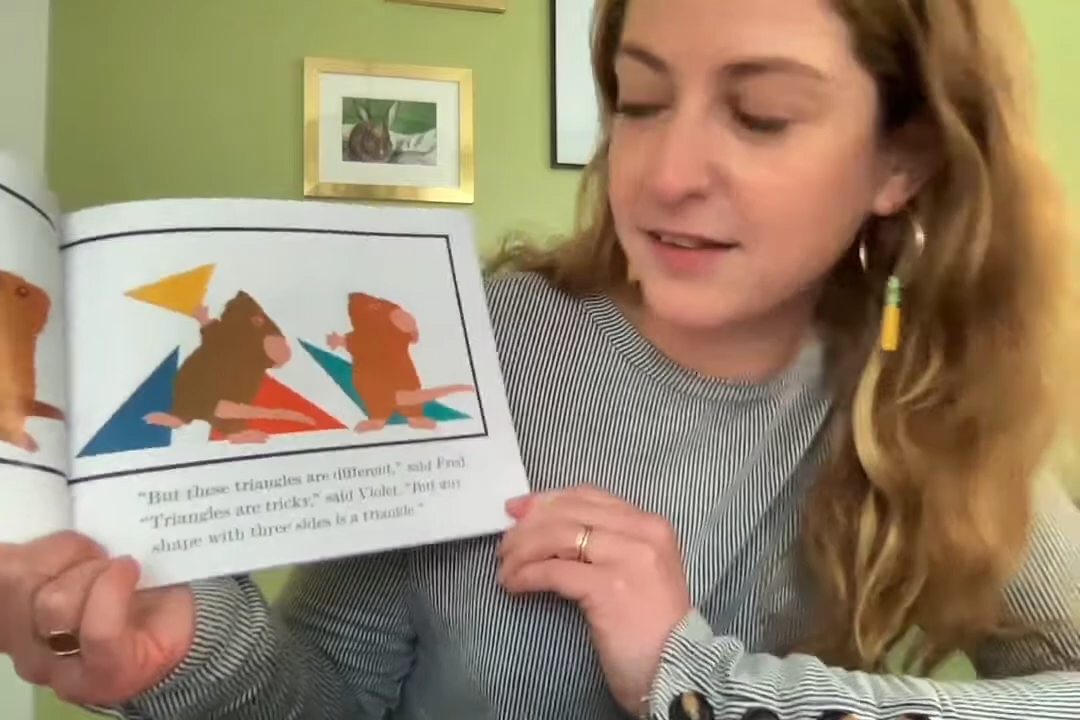 "But these triangles are different," said Fred.
"Triangles are tricky," said Violet. "But any
shape with three sides is a triangle."